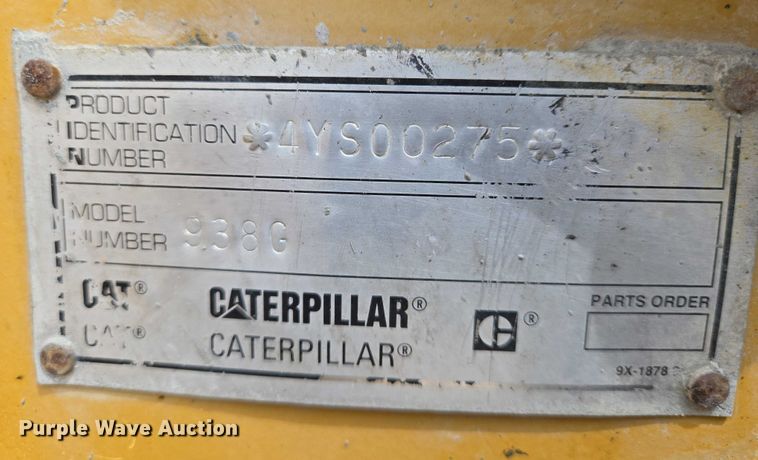 PRODUCT
IDENTIFICATION
NUMBER
*4YS00275*
MODEL
NUMBER
938G
CAT® CATERPILLAR®
CAT® CATERPILLAR®
C®
PARTS ORDER
9X-1878
Purple Wave Auction